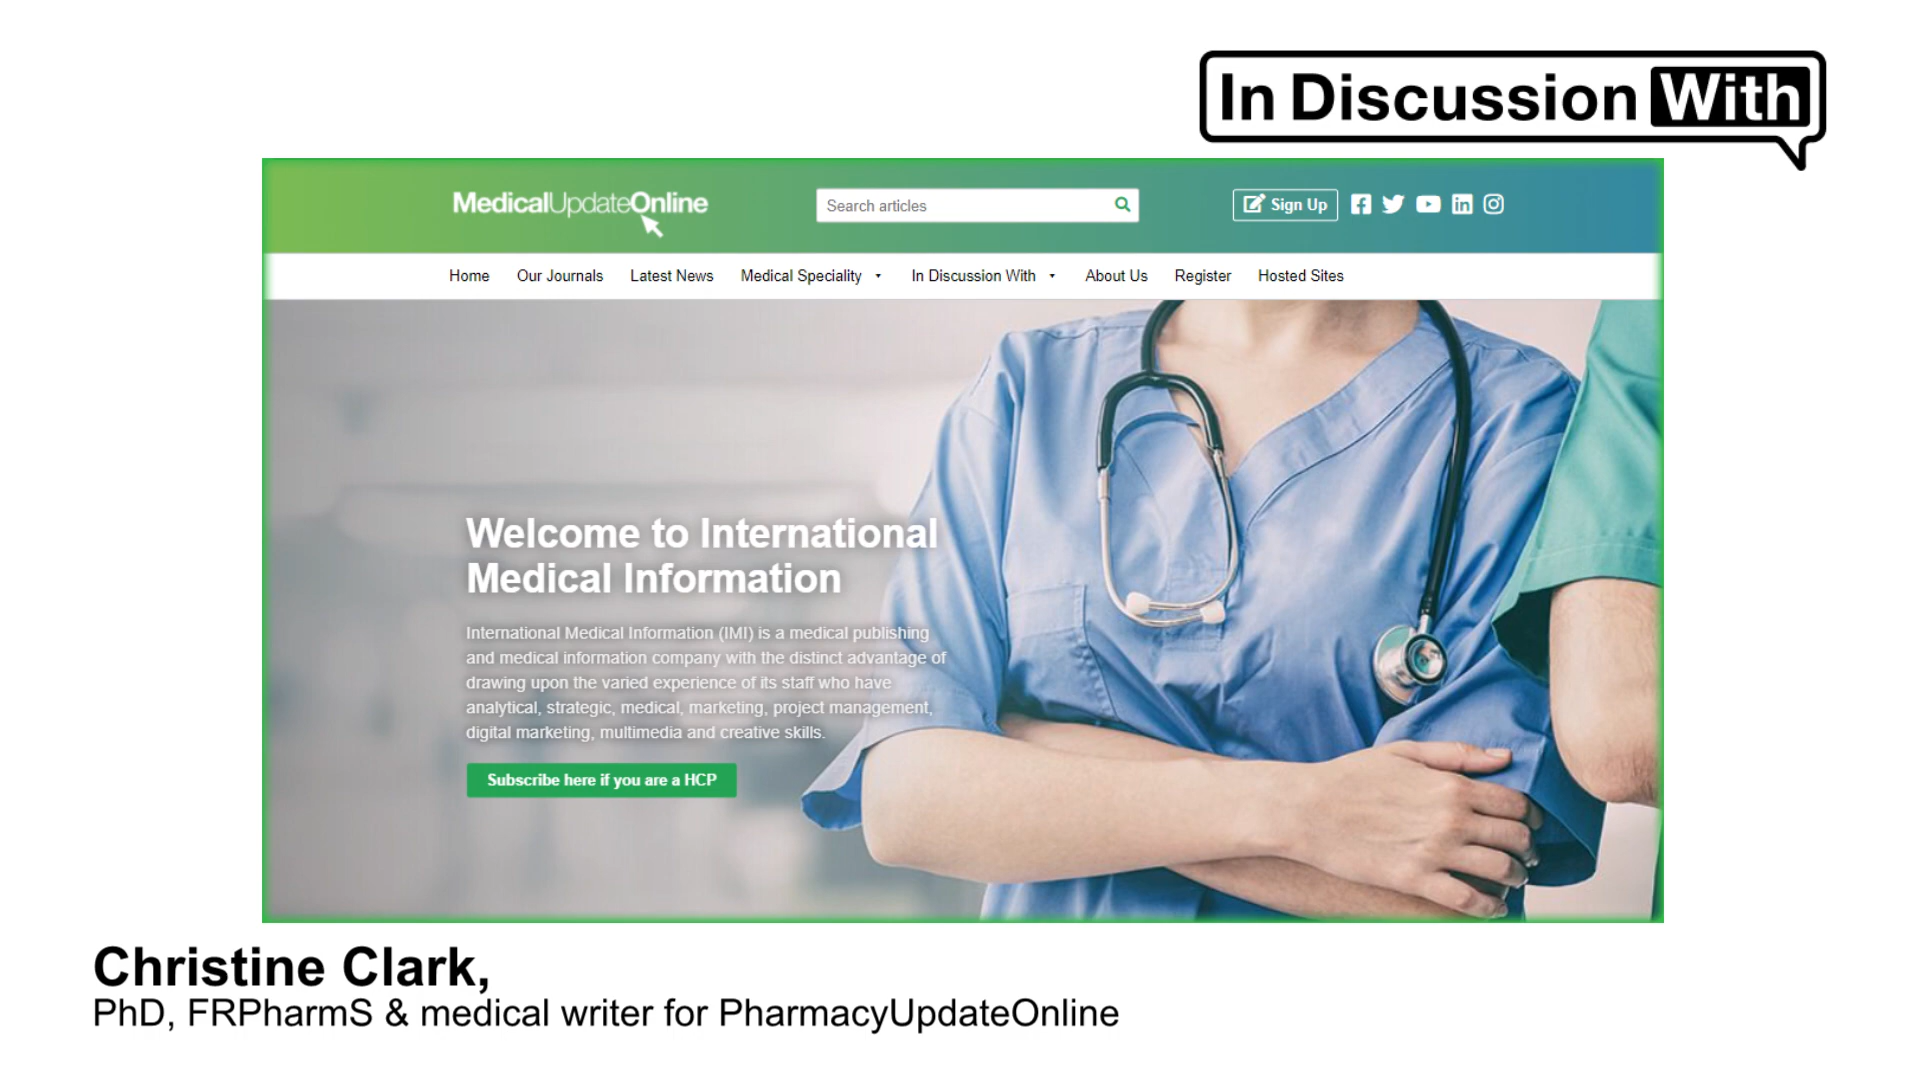 In Discussion With
MedicalUpdateOnline
Search articles
Sign Up
Home Our Journals Latest News Medical Speciality In Discussion With About Us Register Hosted Sites
Welcome to International
Medical Information
International Medical Information (IMI) is a medical publishing
and medical information company with the distinct advantage of
drawing upon the varied experience of its staff who have
analytical, strategic, medical, marketing, project management,
digital marketing, multimedia and creative skills.
Subscribe here if you are a HCP
Christine Clark,
PhD, FRPharmS & medical writer for PharmacyUpdateOnline